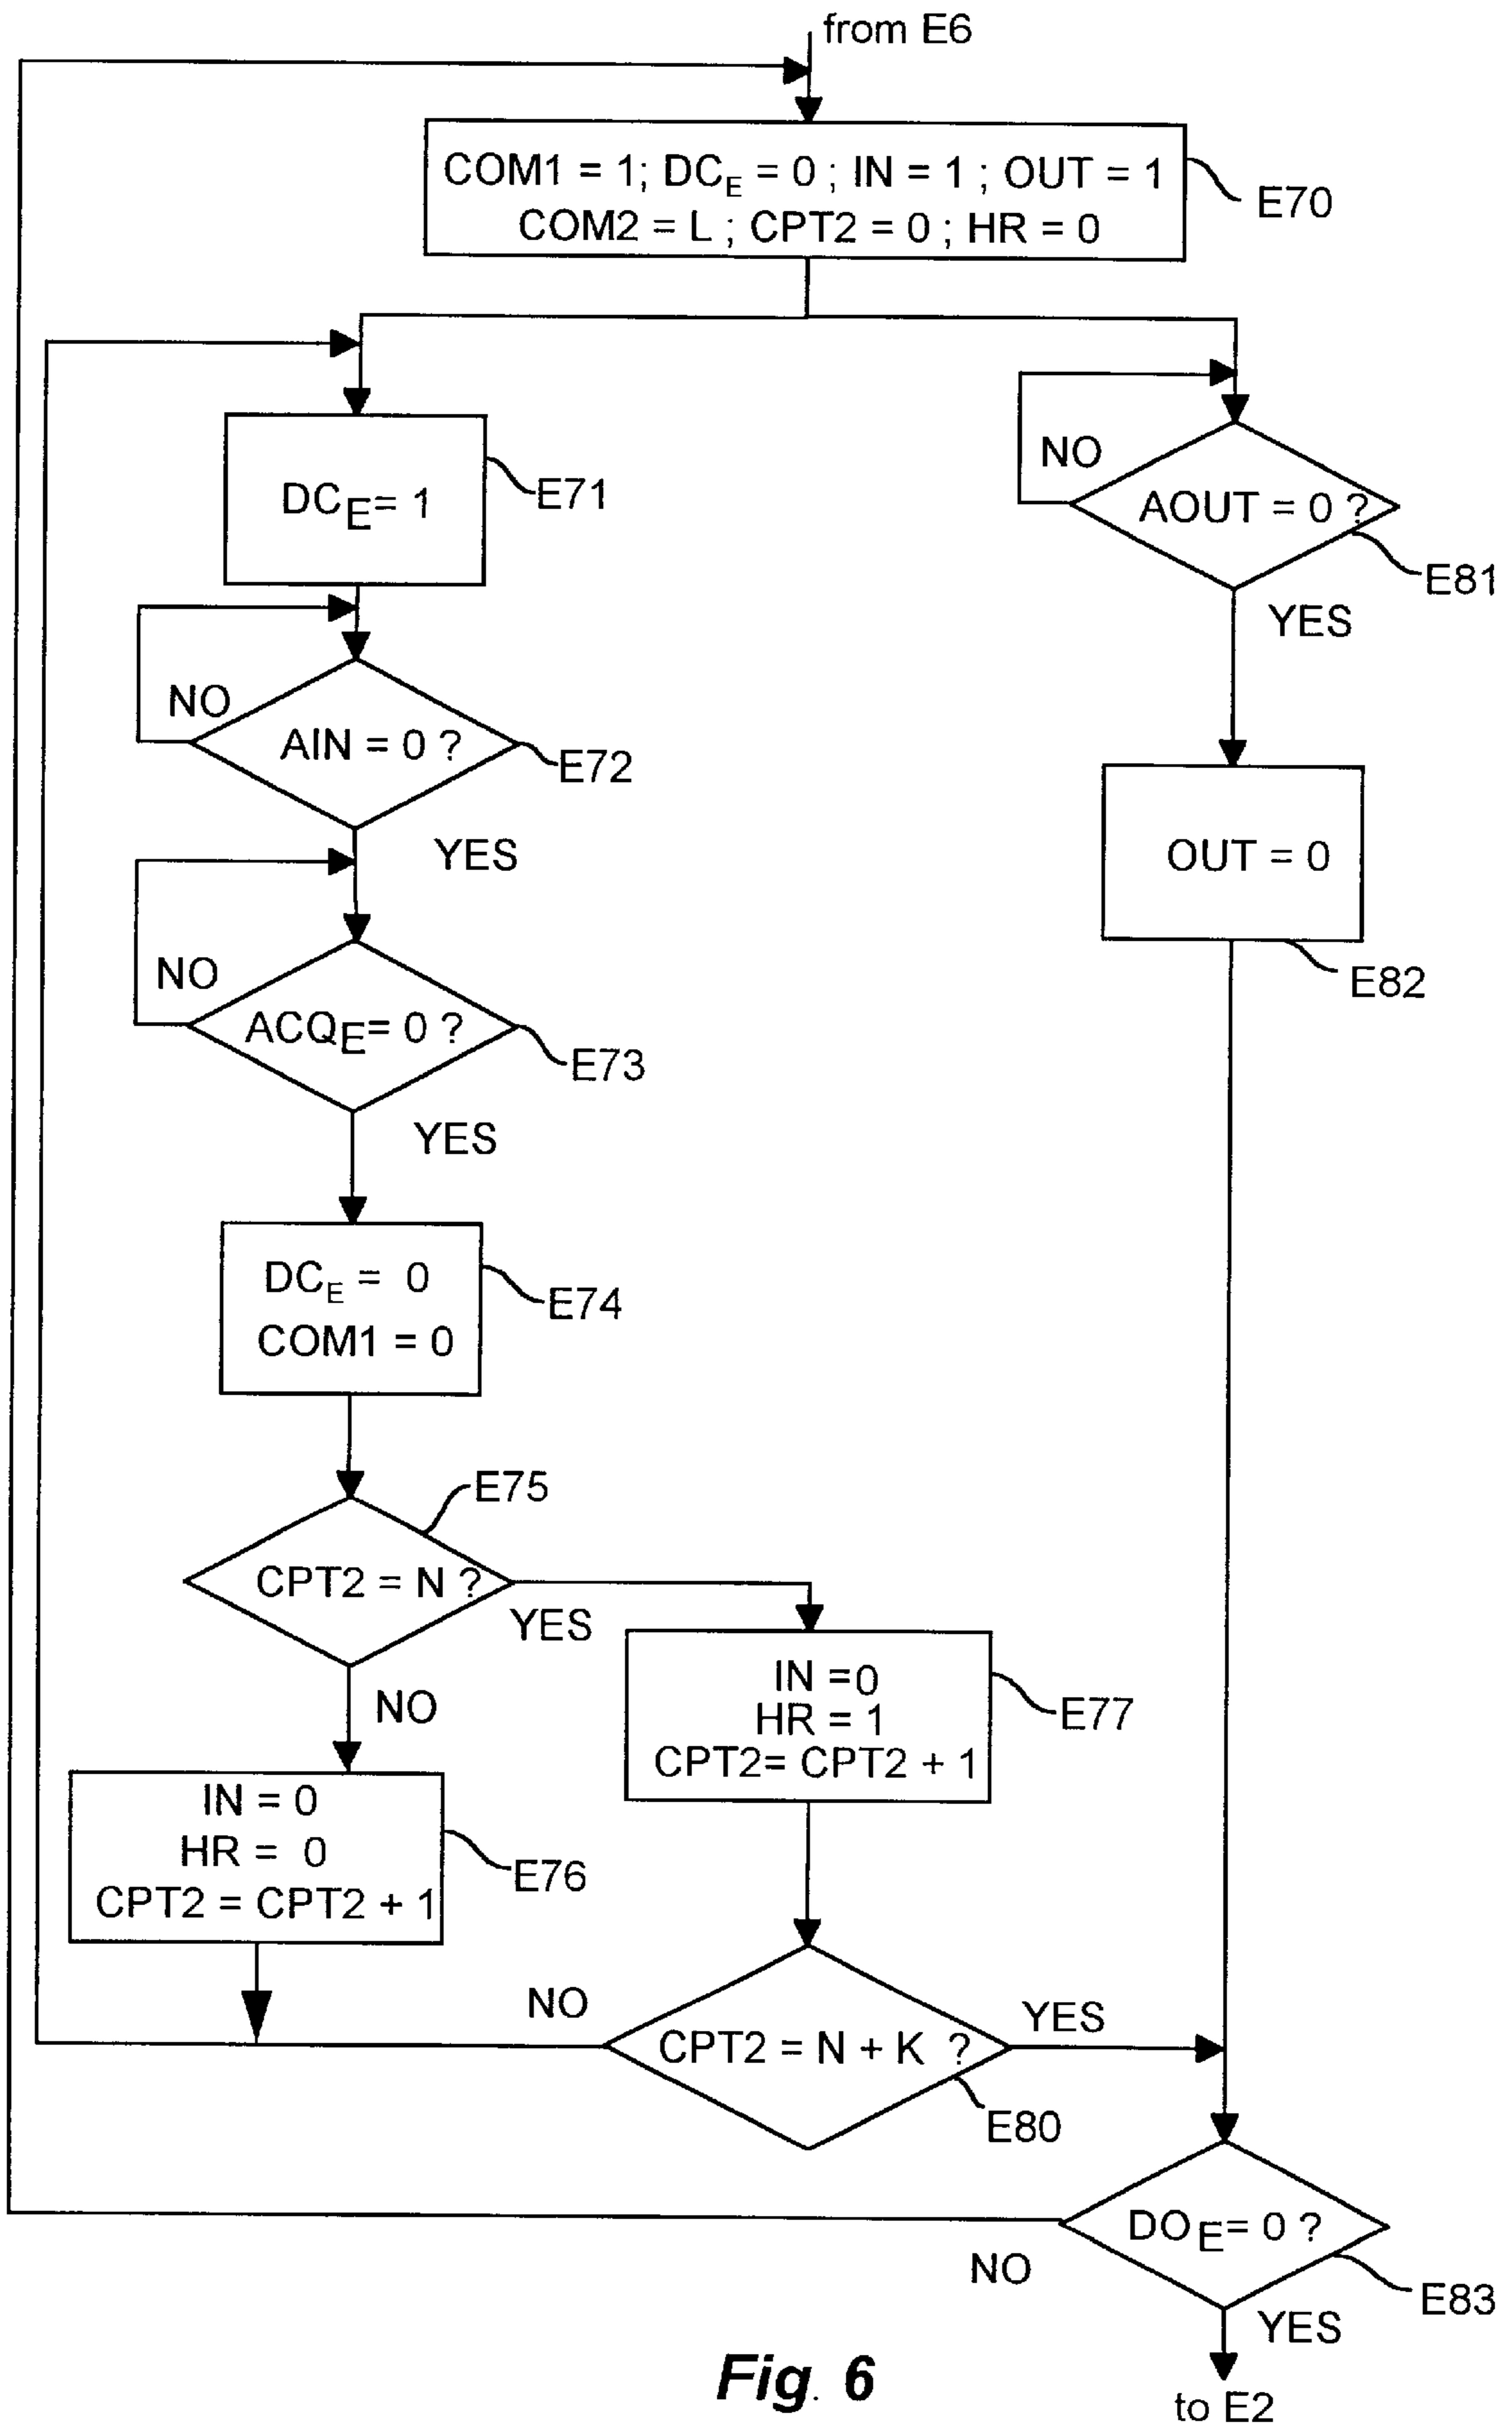 from E6
COM1 = 1; DCE = 0 ; IN = 1 ; OUT = 1
COM2 = L ; CPT2 = 0 ; HR = 0
E70
DCE= 1
E71
NO
AOUT = 0 ?
E81
YES
NO
AIN = 0 ?
E72
YES
OUT = 0
E82
NO
ACQE= 0 ?
E73
YES
DCE = 0
COM1 = 0
E74
E75
CPT2 = N ?
YES
NO
IN =0
HR = 1
CPT2= CPT2 + 1
E77
IN = 0
HR = 0
CPT2 = CPT2 + 1
E76
NO
CPT2 = N + K ?
YES
E80
DOE= 0 ?
NO
E83
YES
to E2
Fig. 6